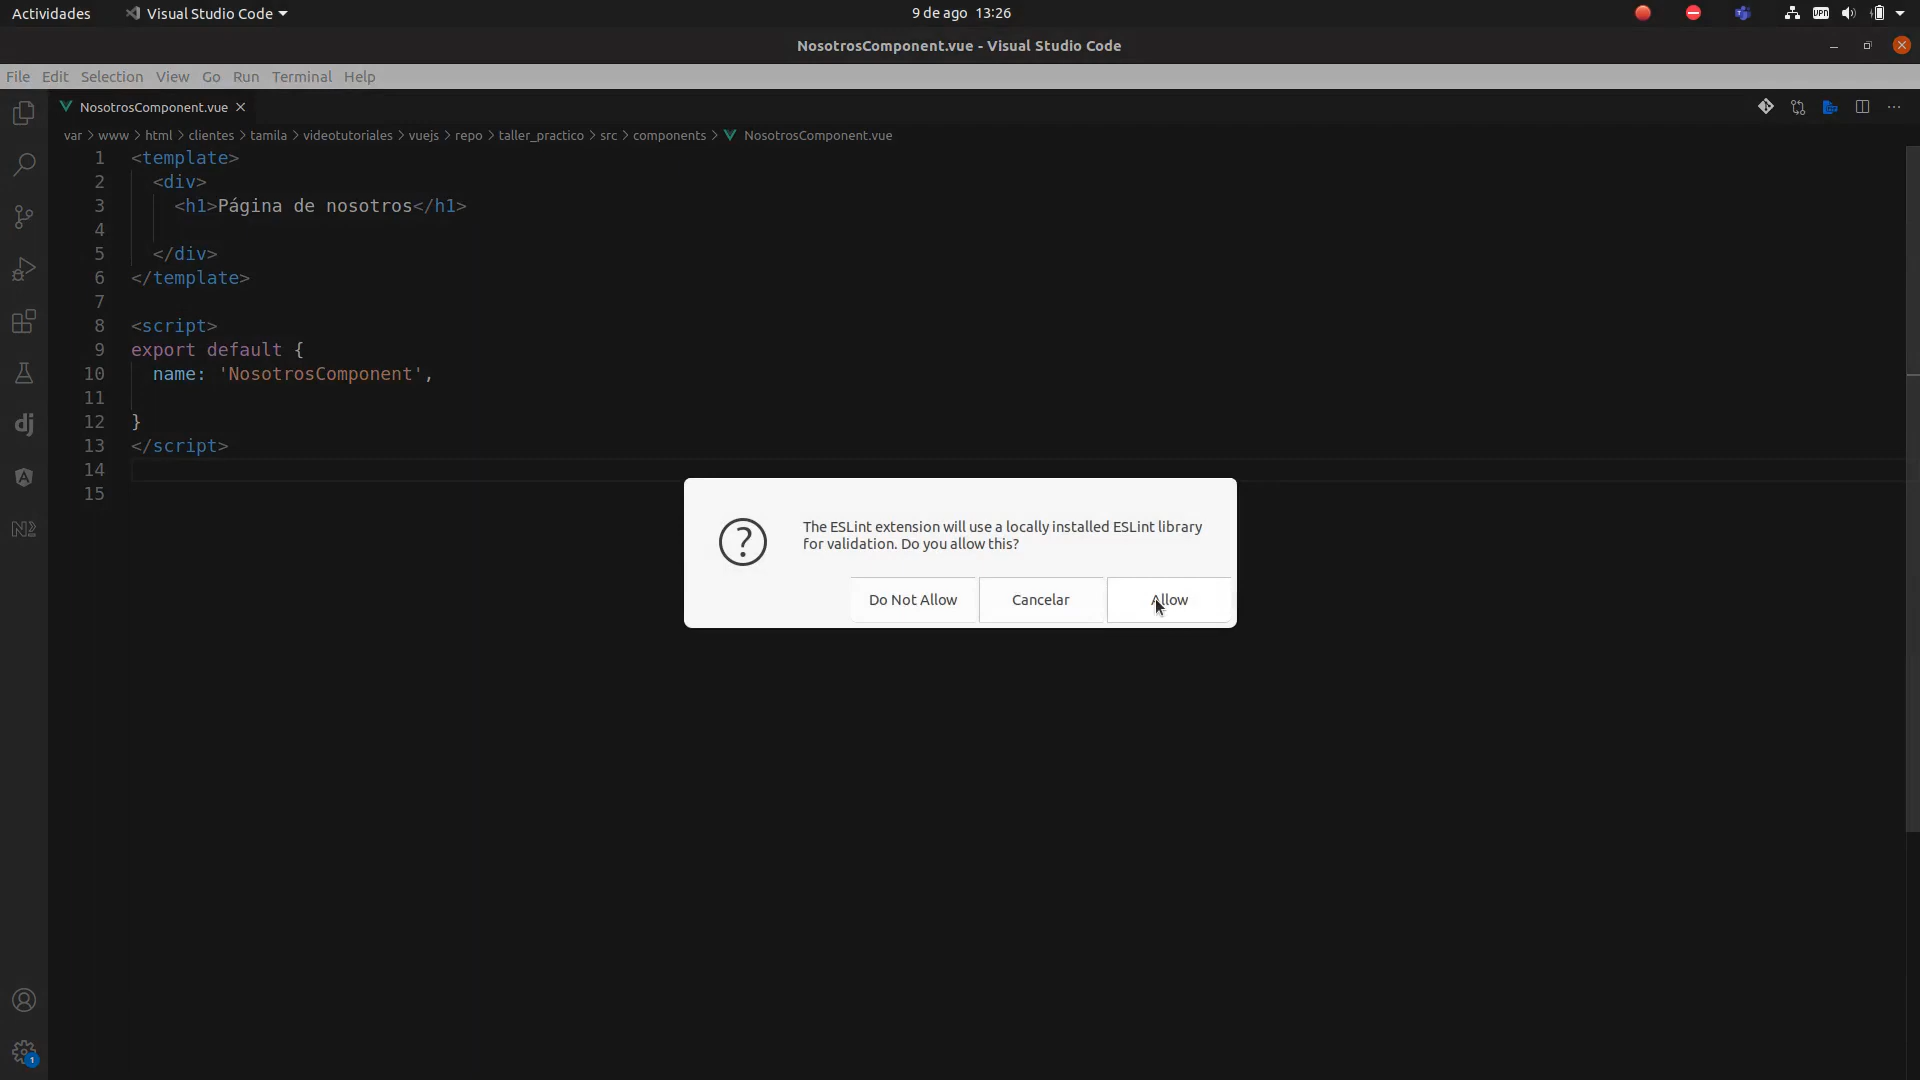 Actividades
Visual Studio Code
9 de ago 13:26
VPN
NosotrosComponent.vue - Visual Studio Code
File Edit Selection View Go Run Terminal Help
NosotrosComponent.vue
var > www > html > clientes > tamila > videotutoriales > vuejs > repo > taller_practico > src > components > NosotrosComponent.vue
1 <template>
2 <div>
3 <h1>Página de nosotros</h1>
4
5 </div>
6 </template>
7
8 <script>
9 export default {
10 name: 'NosotrosComponent',
11
12 }
13 </script>
14
15
dj
A
N2
1
The ESLint extension will use a locally installed ESLint library
for validation. Do you allow this?
Do Not Allow Cancelar Allow